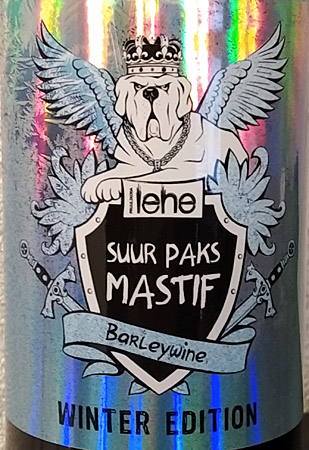 lehe
SUUR PAKS
MASTIF
Barleywine
WINTER EDITION